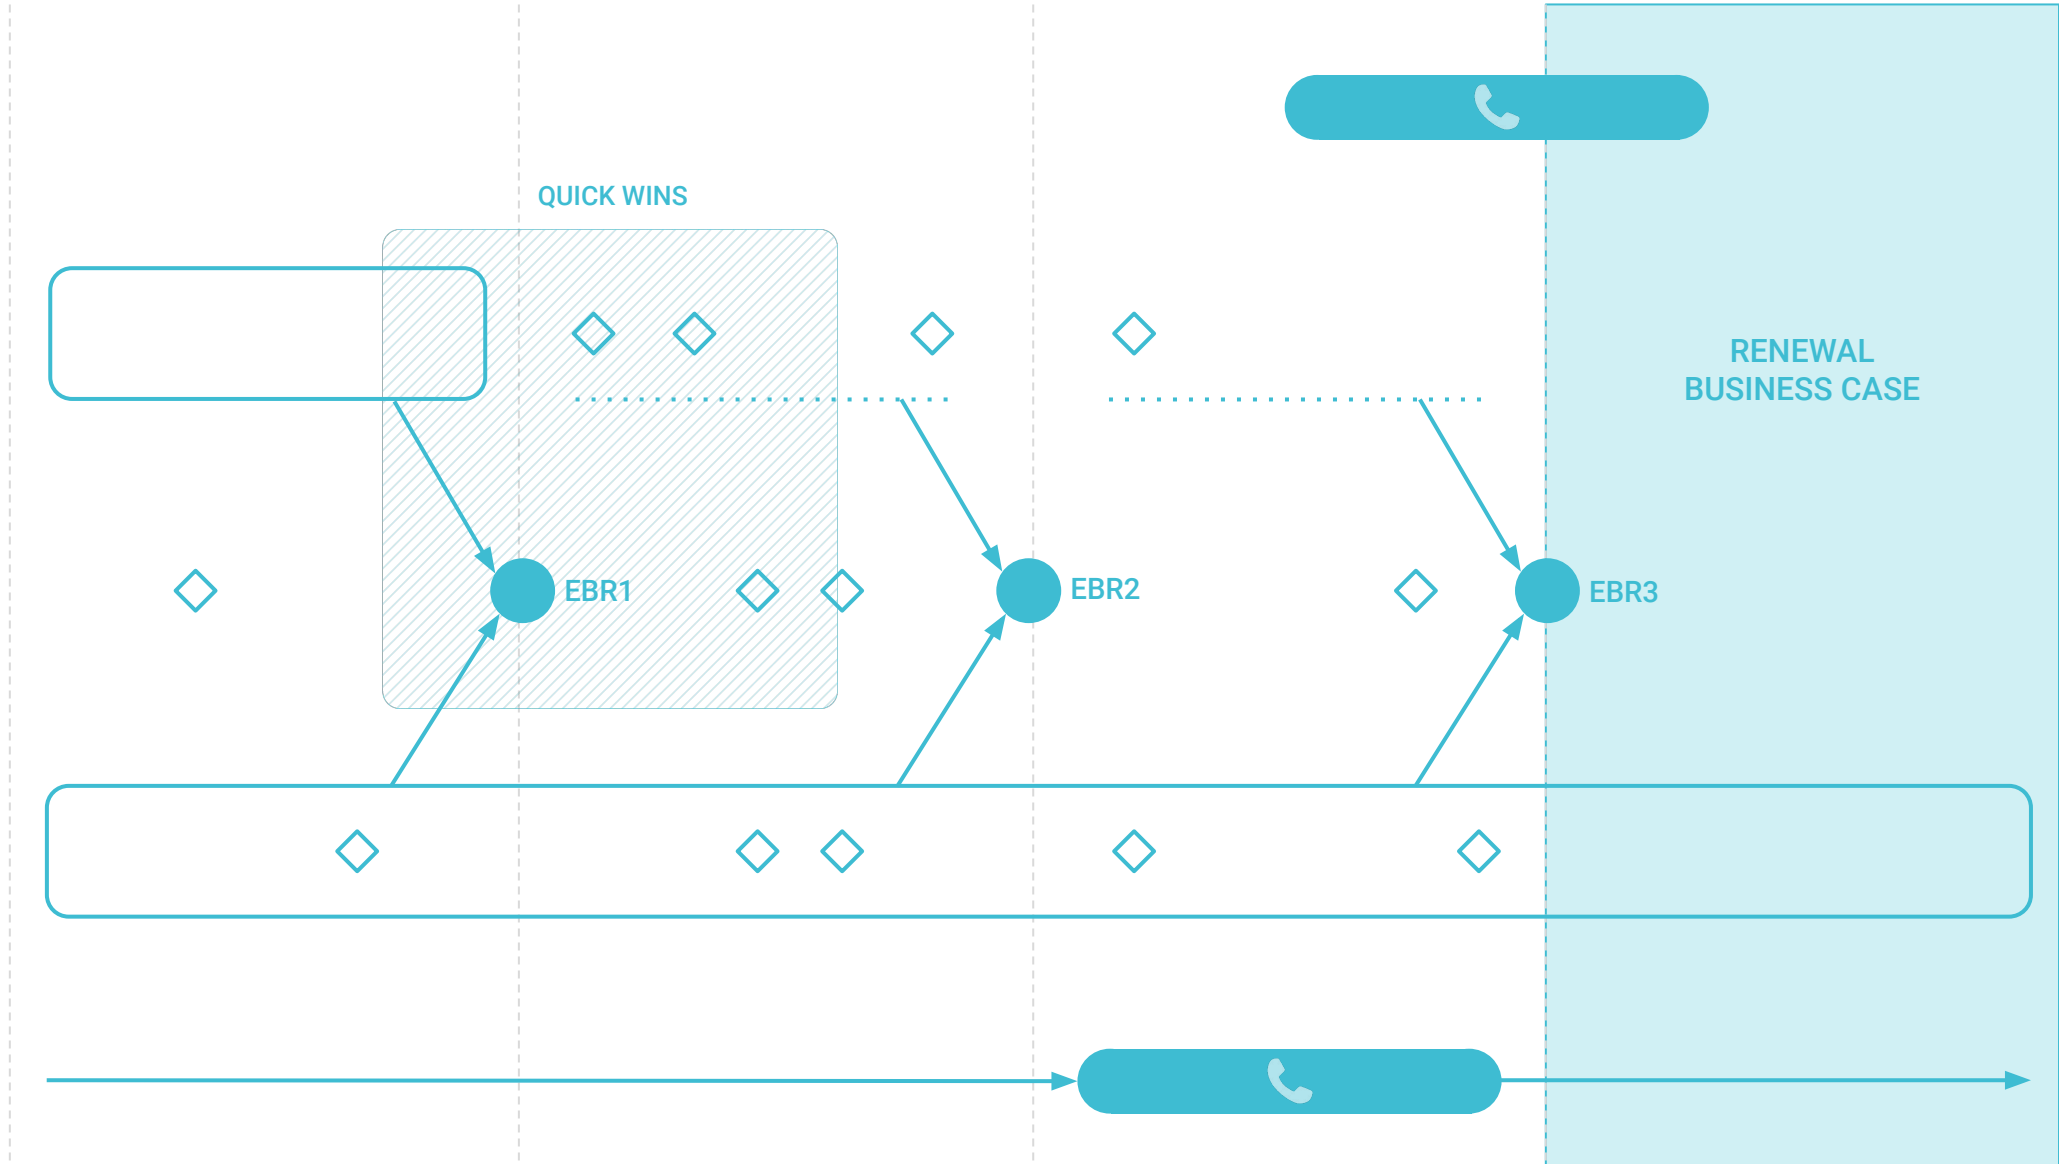 QUICK WINS
RENEWAL
BUSINESS CASE
EBR1
EBR2
EBR3